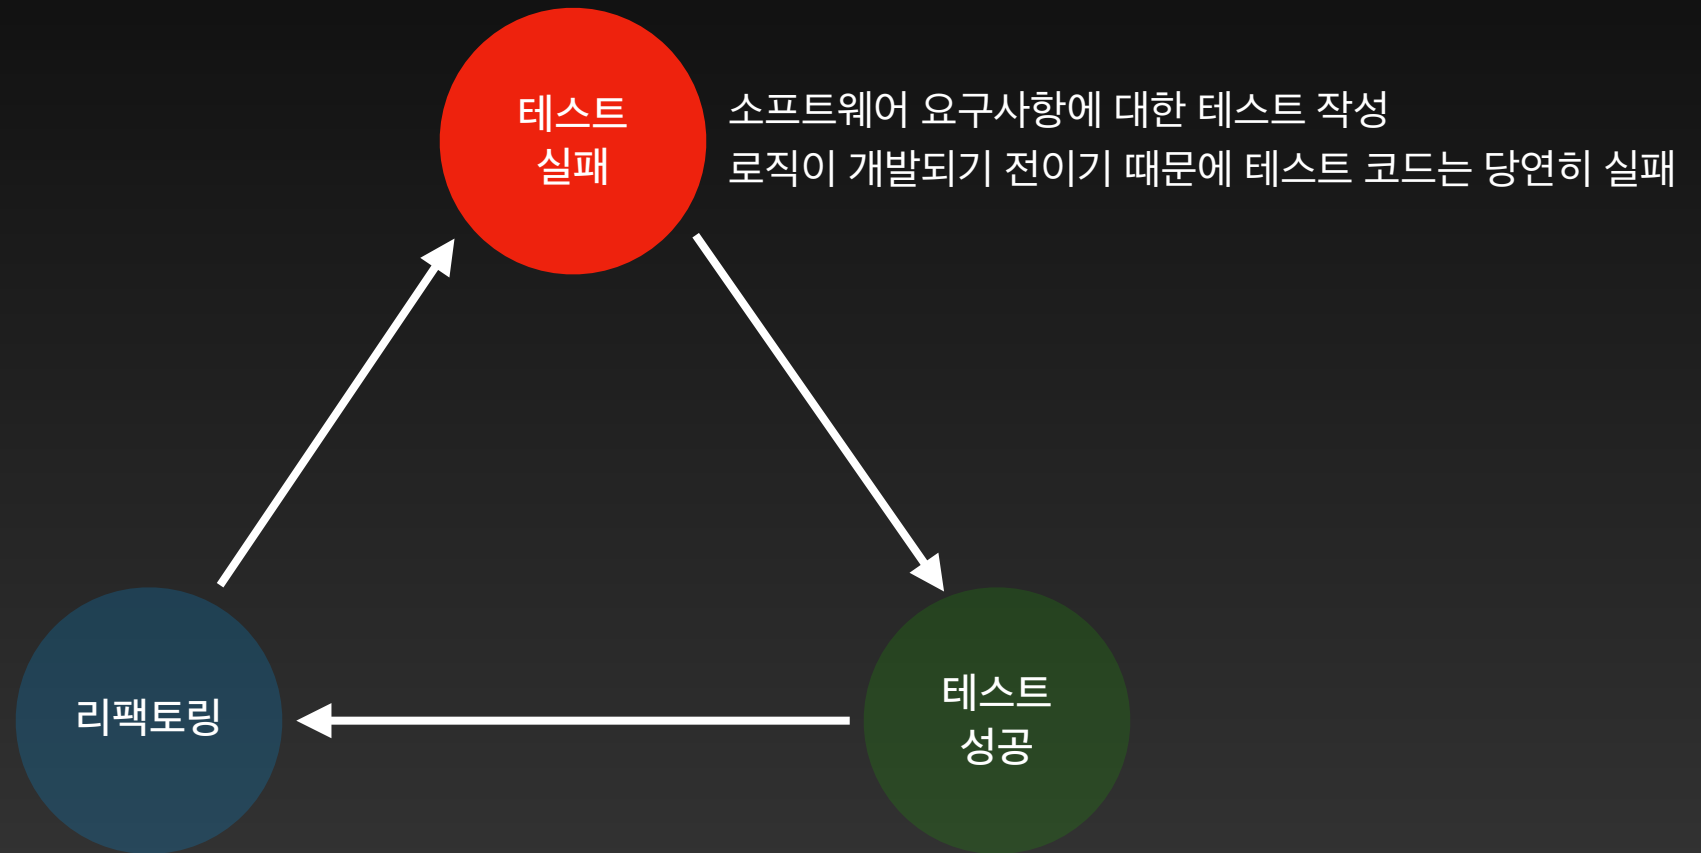 테스트
실패
소프트웨어 요구사항에 대한 테스트 작성
로직이 개발되기 전이기 때문에 테스트 코드는 당연히 실패
리팩토링
테스트
성공